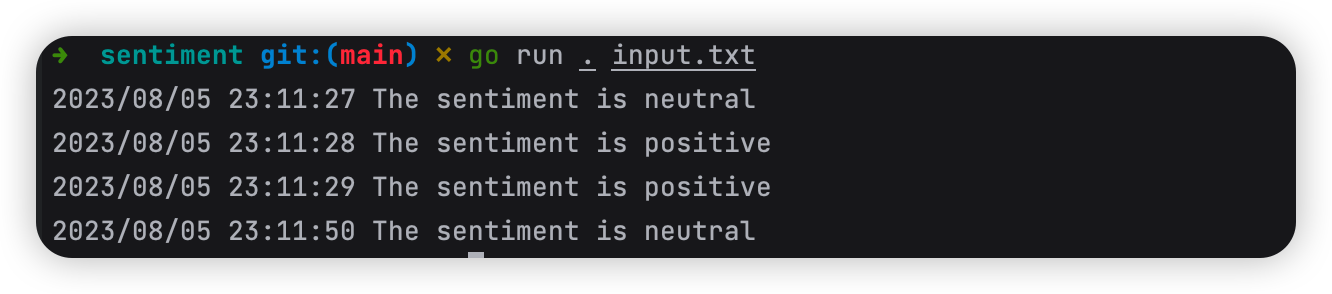 ➜  sentiment git:(main) ✗ go run . input.txt
2023/08/05 23:11:27 The sentiment is neutral
2023/08/05 23:11:28 The sentiment is positive
2023/08/05 23:11:29 The sentiment is positive
2023/08/05 23:11:50 The sentiment is neutral